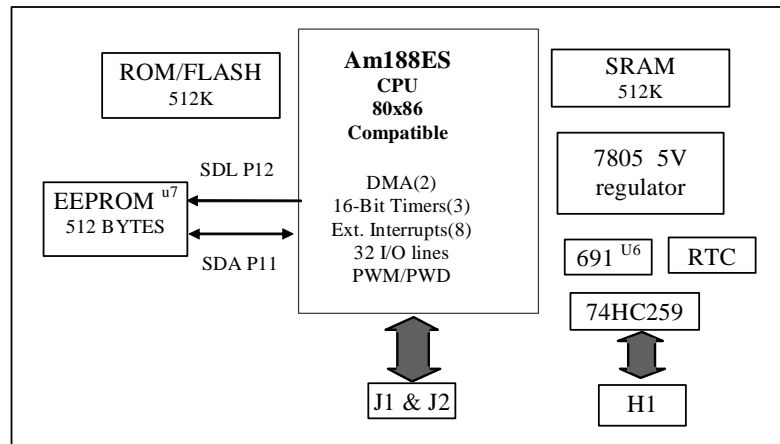 ROM/FLASH
512K
Am188ES
CPU
80x86
Compatible
DMA(2)
16-Bit Timers(3)
Ext. Interrupts(8)
32 I/O lines
PWM/PWD
SRAM
512K
7805 5V
regulator
SDL P12
EEPROM u7
512 BYTES
SDA P11
691 U6
RTC
74HC259
J1 & J2
H1